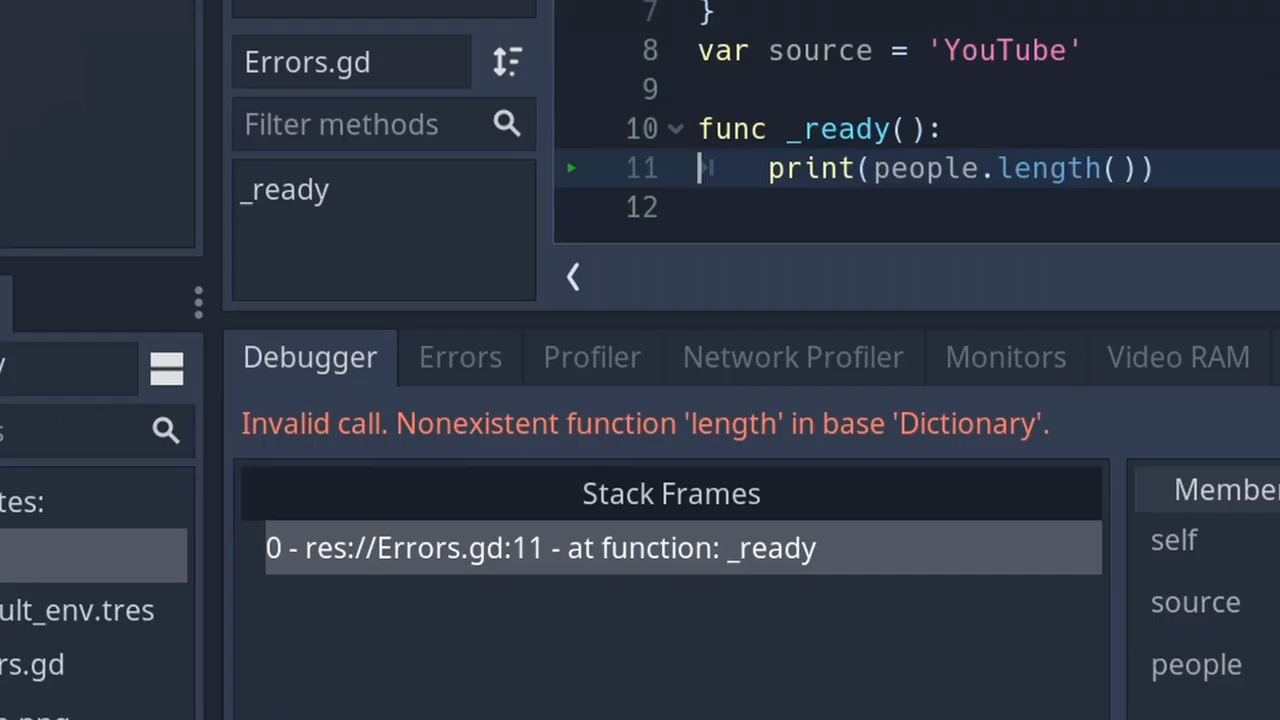 7 }
8 var source = 'YouTube'
9
10 func _ready():
11 print(people.length())
12
Errors.gd
Filter methods
_ready
Debugger Errors Profiler Network Profiler Monitors Video RAM
Invalid call. Nonexistent function 'length' in base 'Dictionary'.
Stack Frames
0 - res://Errors.gd:11 - at function: _ready
Member
self
source
people
tes:
ult_env.tres
rs.gd